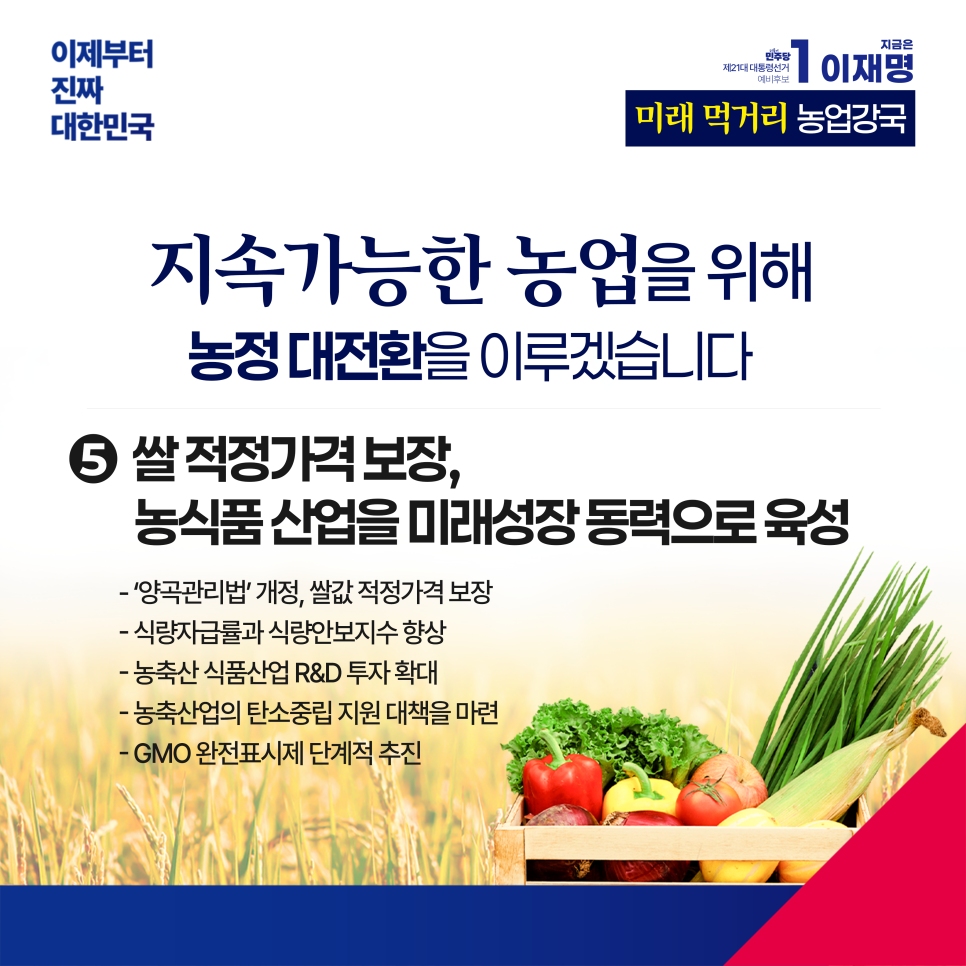 이제부터
진짜
대한민국
민주당
제21대 대통령선거
예비후보
1
지금은
이재명
미래 먹거리 농업강국
지속가능한 농업을 위해
농정 대전환을 이루겠습니다
5 쌀 적정가격 보장,
농식품 산업을 미래성장 동력으로 육성
- ‘양곡관리법’ 개정, 쌀값 적정가격 보장
- 식량자급률과 식량안보지수 향상
- 농축산 식품산업 R&D 투자 확대
- 농축산업의 탄소중립 지원 대책을 마련
- GMO 완전표시제 단계적 추진